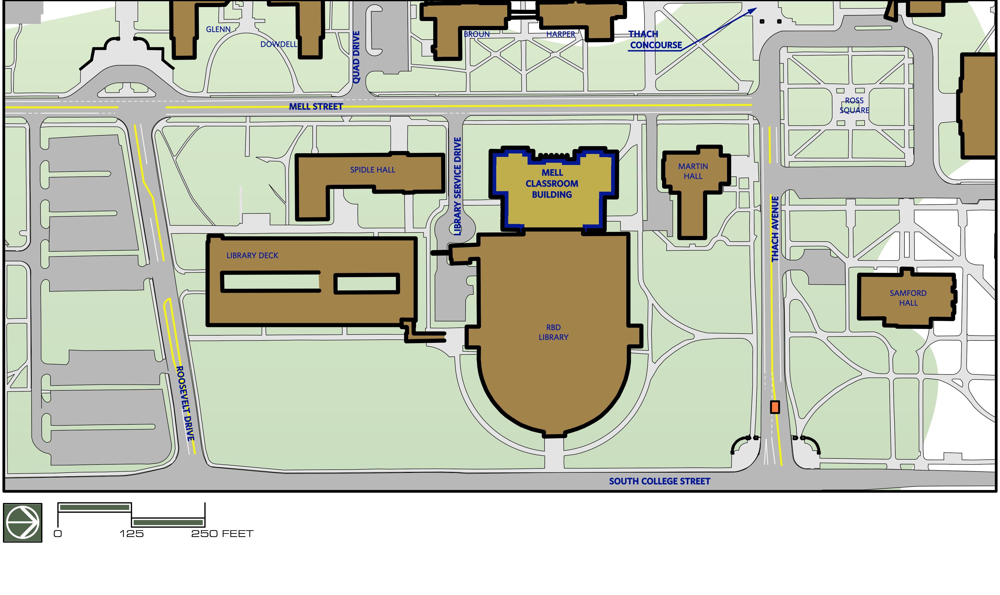 GLENN
DOWDELL
QUAD DRIVE
BROUN
HARPER
THACH
CONCOURSE
MELL STREET
ROSS
SQUARE
SPIDLE HALL
LIBRARY SERVICE DRIVE
MELL
CLASSROOM
BUILDING
MARTIN
HALL
THACH AVENUE
LIBRARY DECK
SAMFORD
HALL
RBD
LIBRARY
ROOSEVELT DRIVE
SOUTH COLLEGE STREET
0 125 250 FEET